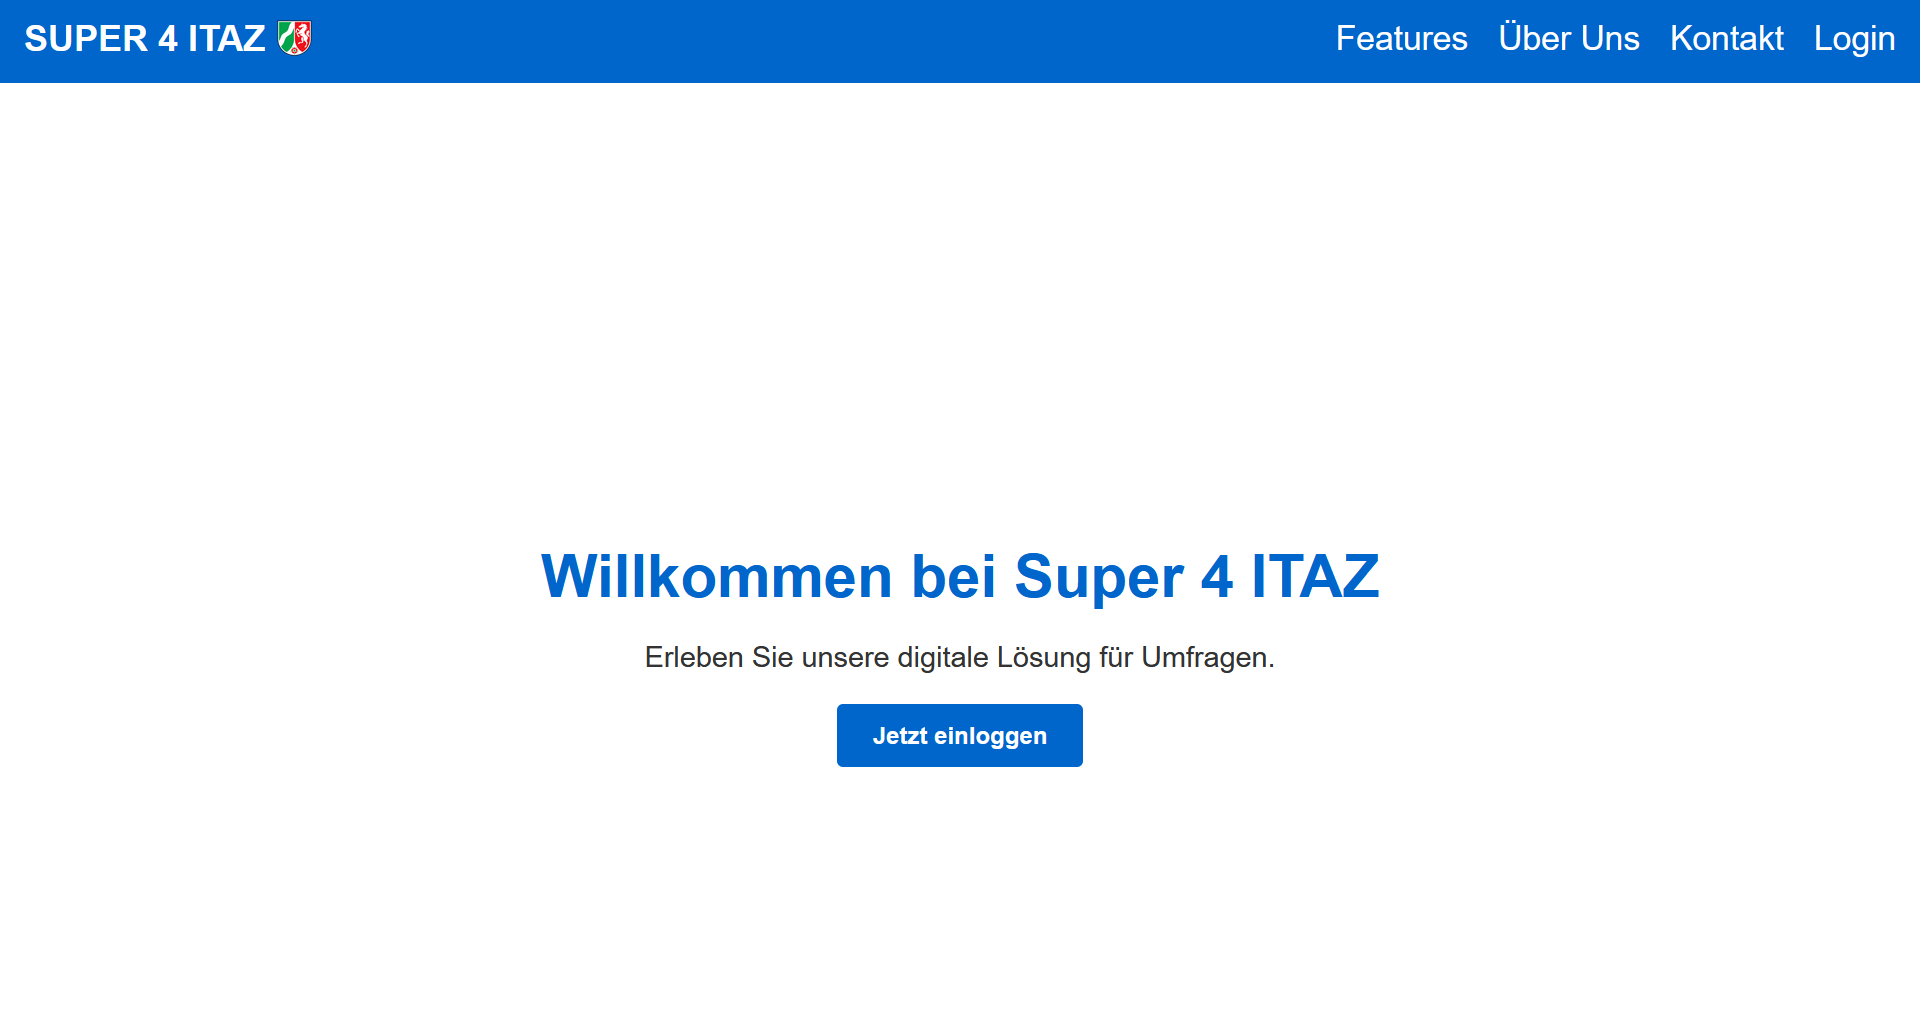 SUPER 4 ITAZ
Features Über Uns Kontakt Login
Willkommen bei Super 4 ITAZ
Erleben Sie unsere digitale Lösung für Umfragen.
Jetzt einloggen